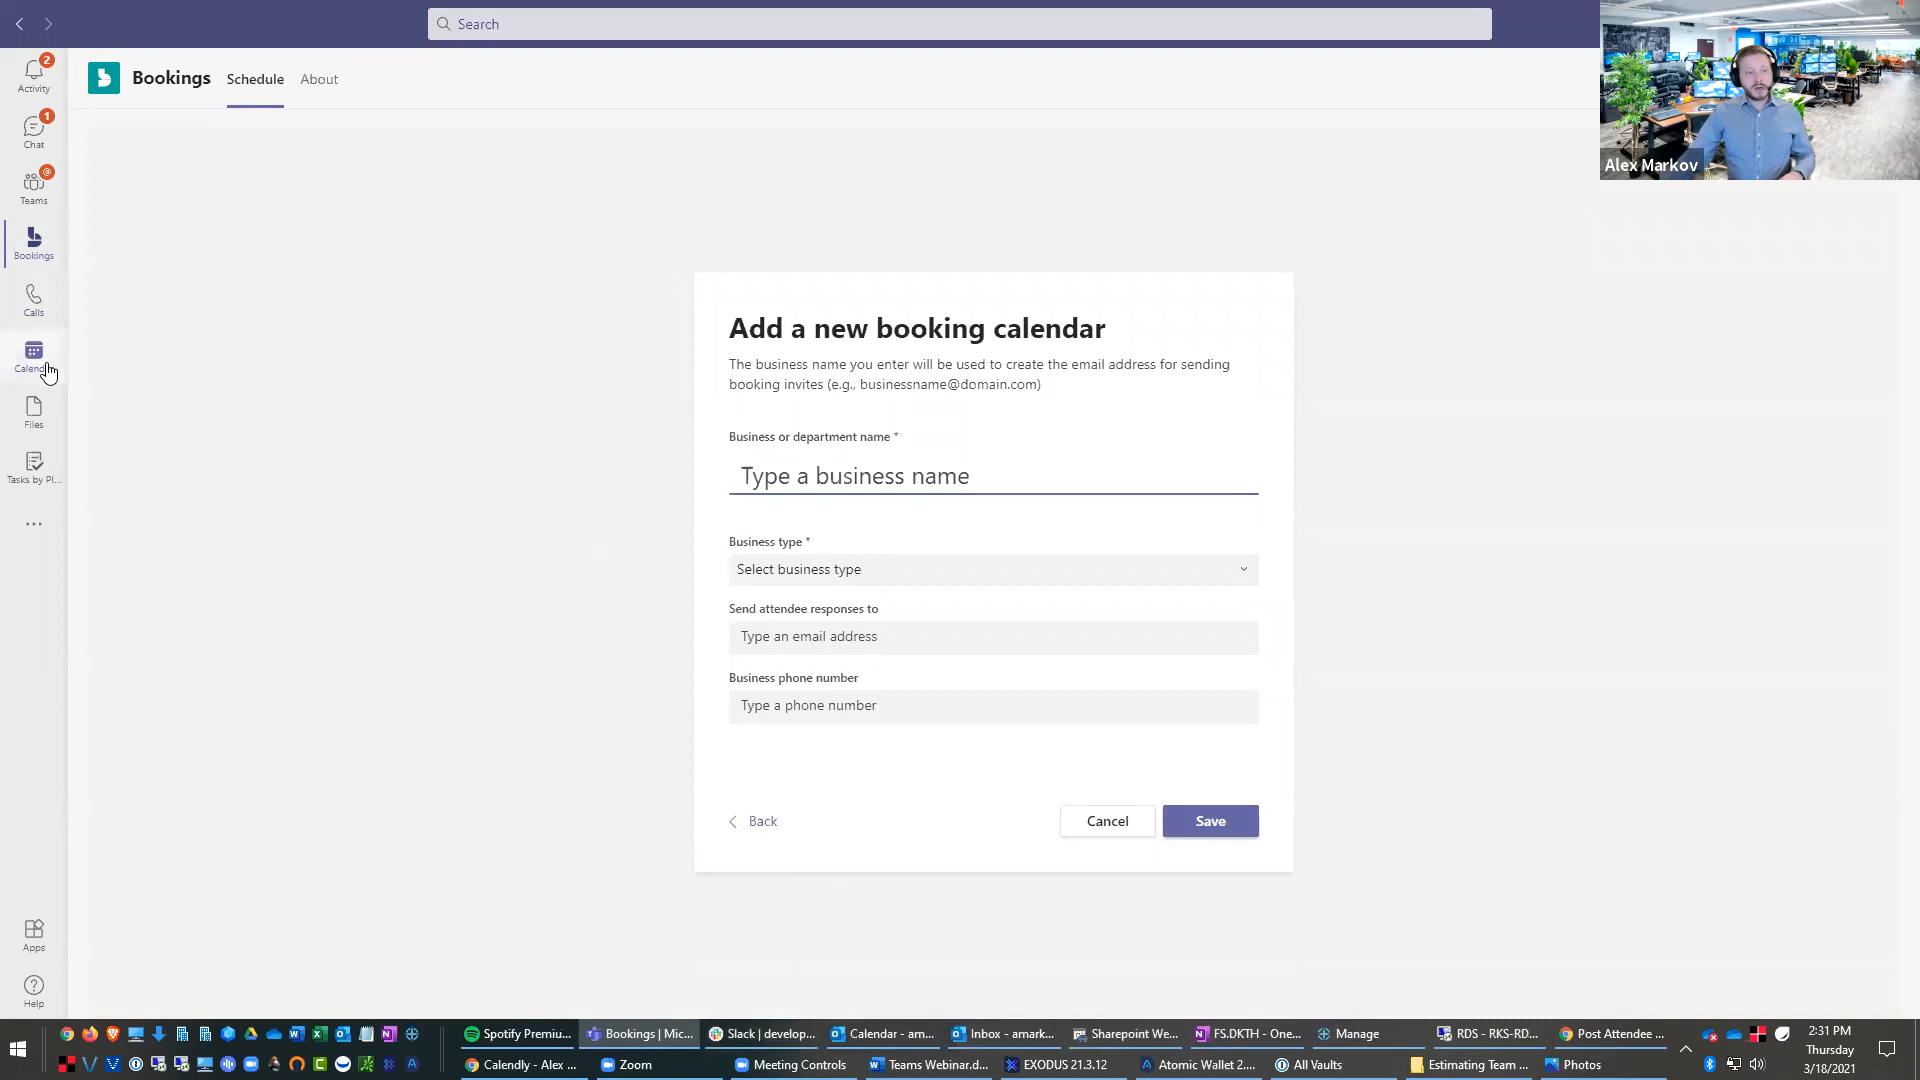 Search
2
Activity
1
Chat
@
Teams
Bookings
Calls
Files
Tasks by Pl...
Apps
Help
Bookings
Schedule
About
Alex Markov
Add a new booking calendar
The business name you enter will be used to create the email address for sending
booking invites (e.g., businessname@domain.com)
Business or department name *
Type a business name
Business type *
Select business type
Send attendee responses to
Type an email address
Business phone number
Type a phone number
Back
Cancel
Save
Spotify Premiu...
Bookings | Mic...
Slack | develop...
Calendar - am...
Inbox - amark...
Sharepoint We...
FS.DKTH - One...
Manage
RDS - RKS-RD...
Post Attendee ...
Calendly - Alex ...
Zoom
Meeting Controls
Teams Webinar.d...
EXODUS 21.3.12
Atomic Wallet 2....
All Vaults
Estimating Team ...
Photos
2:31 PM
Thursday
3/18/2021